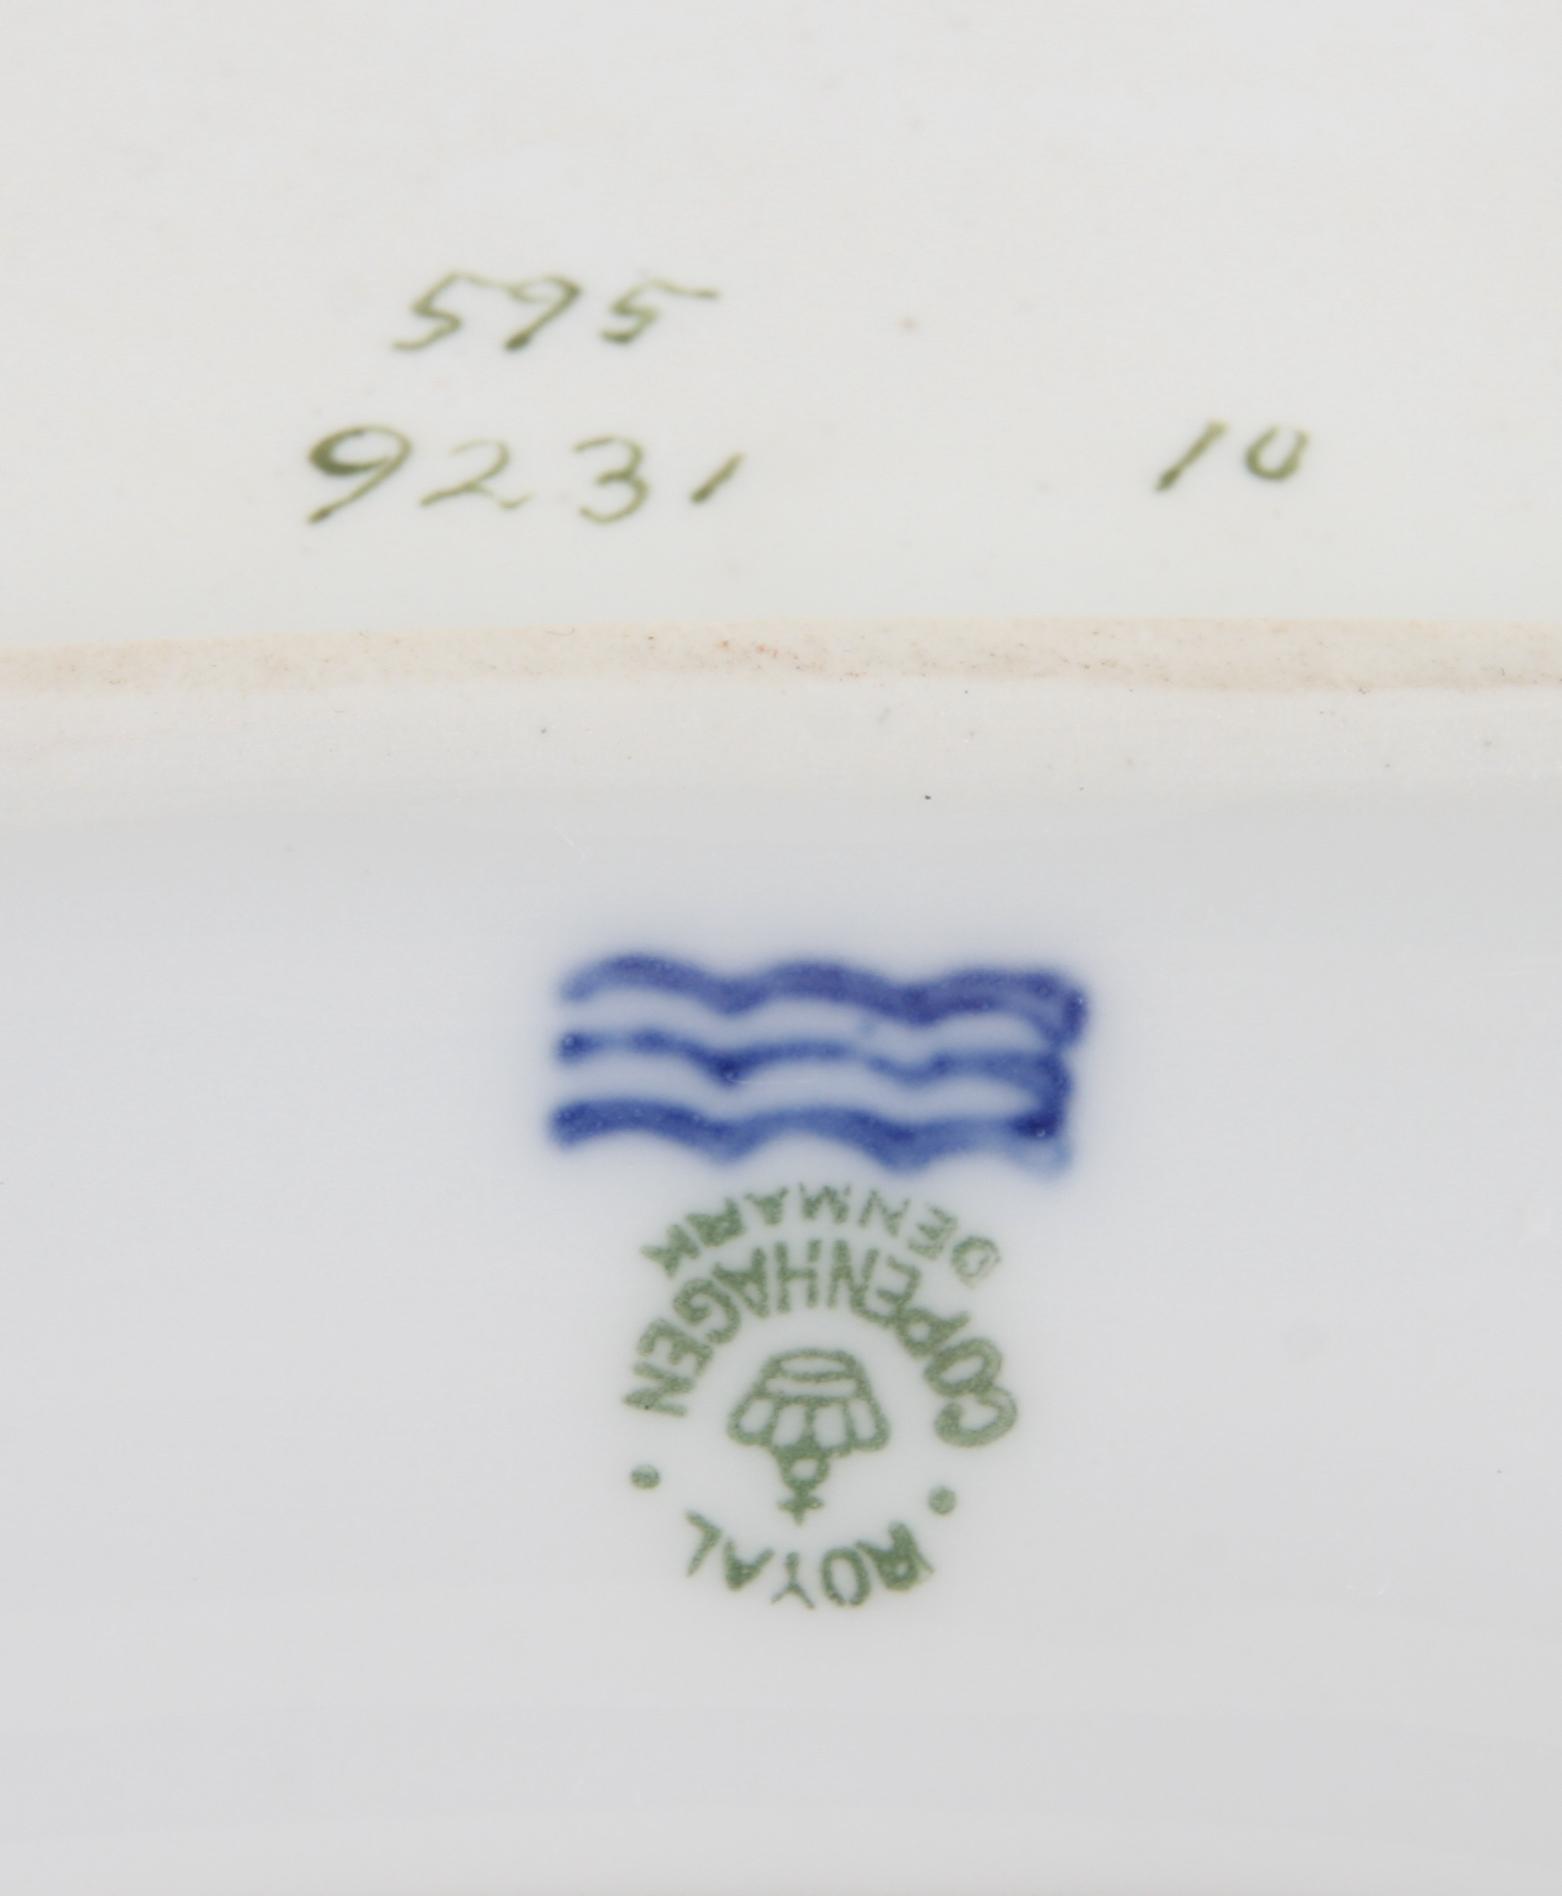 595
9231 10
ROYAL
COPENHAGEN
DENMARK